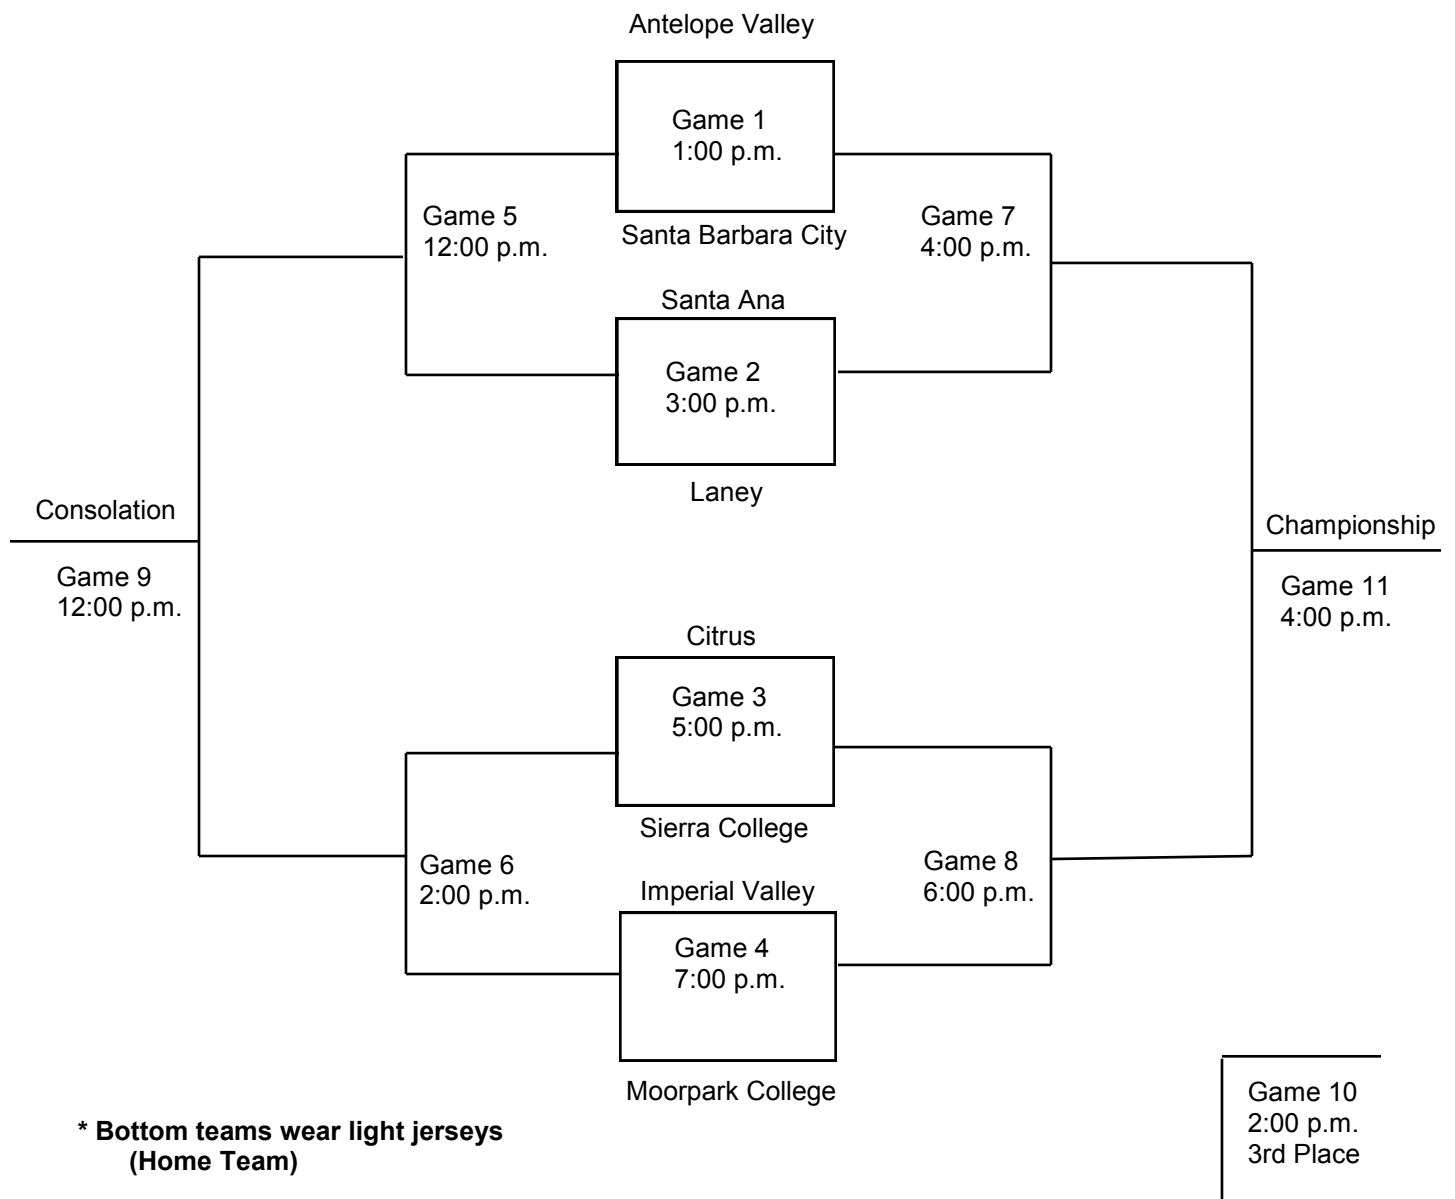 Antelope Valley
Game 1
1:00 p.m.
Game 5
12:00 p.m.
Santa Barbara City
Game 7
4:00 p.m.
Santa Ana
Game 2
3:00 p.m.
Laney
Consolation
Game 9
12:00 p.m.
Championship
Game 11
4:00 p.m.
Citrus
Game 3
5:00 p.m.
Sierra College
Game 6
2:00 p.m.
Game 8
6:00 p.m.
Imperial Valley
Game 4
7:00 p.m.
Moorpark College
Game 10
2:00 p.m.
3rd Place
* Bottom teams wear light jerseys
(Home Team)